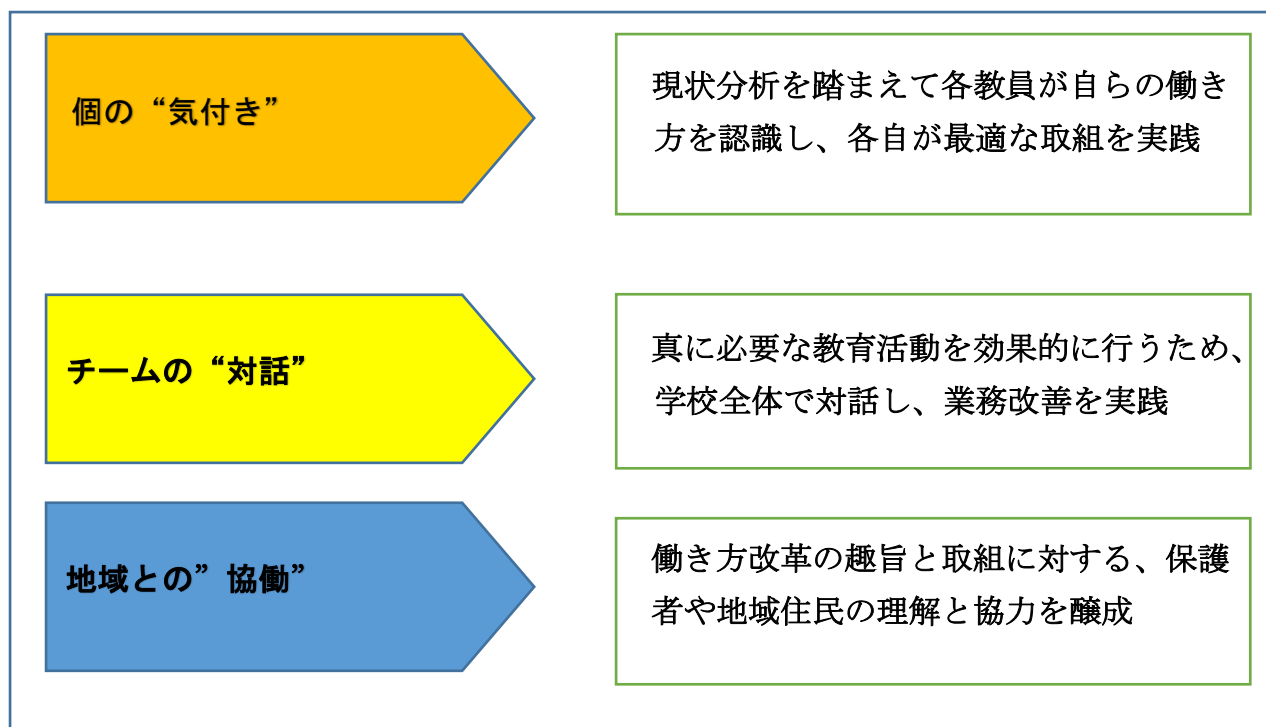 個の“気付き”
現状分析を踏まえて各教員が自らの働き
方を認識し、各自が最適な取組を実践
チームの“対話”
真に必要な教育活動を効果的に行うため、
学校全体で対話し、業務改善を実践
地域との”協働”
働き方改革の趣旨と取組に対する、保護
者や地域住民の理解と協力を醸成